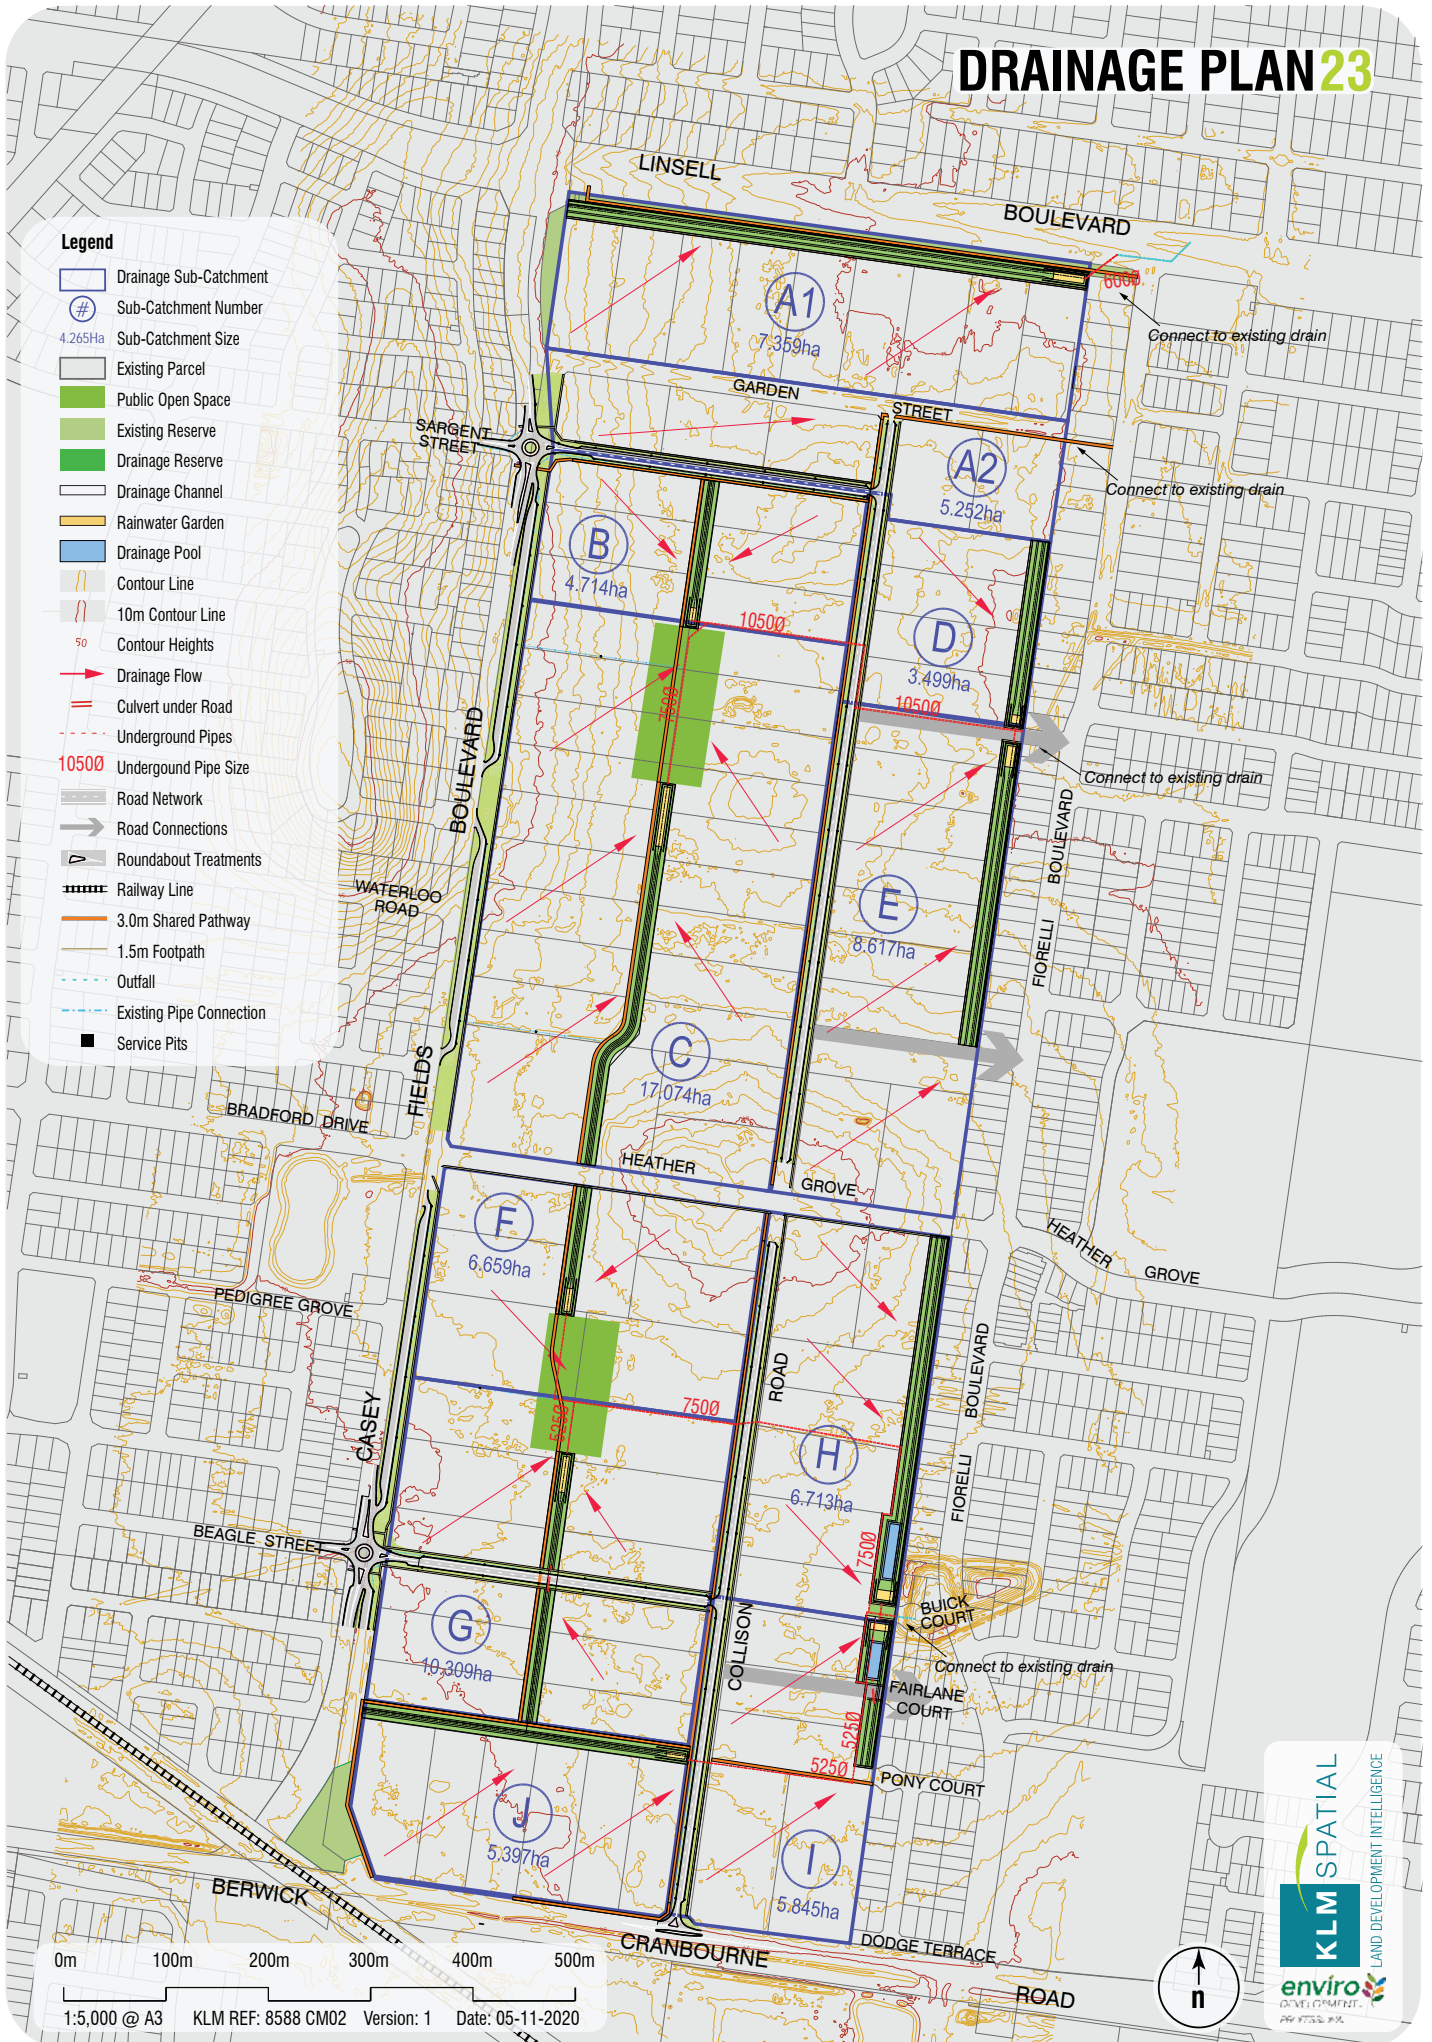 DRAINAGE PLAN23
LINSELL
BOULEVARD
Legend
Drainage Sub-Catchment
# Sub-Catchment Number
4.265Ha Sub-Catchment Size
Existing Parcel
Public Open Space
Existing Reserve
Drainage Reserve
Drainage Channel
Rainwater Garden
Drainage Pool
Contour Line
10m Contour Line
50 Contour Heights
Drainage Flow
Culvert under Road
Underground Pipes
1050Ø Undergound Pipe Size
Road Network
Road Connections
Roundabout Treatments
Railway Line
3.0m Shared Pathway
1.5m Footpath
Outfall
Existing Pipe Connection
Service Pits
600Ø
Connect to existing drain
A1
7.359ha
GARDEN
STREET
SARGENT
STREET
A2
5.252ha
Connect to existing drain
B
4.714ha
1050Ø
D
3.499ha
750Ø
1050Ø
Connect to existing drain
BOULEVARD
BOULEVARD
WATERLOO
ROAD
E
8.617ha
FIORELLI
C
17.074ha
FIELDS
BRADFORD DRIVE
HEATHER
GROVE
F
6.659ha
HEATHER
GROVE
PEDIGREE GROVE
BOULEVARD
ROAD
CASEY
750Ø
525Ø
H
6.713ha
FIORELLI
BEAGLE STREET
750Ø
BUICK
COURT
G
10.309ha
COLLISON
Connect to existing drain
FAIRLANE
COURT
525Ø
525Ø
PONY COURT
J
5.397ha
I
5.845ha
BERWICK
CRANBOURNE
DODGE TERRACE
ROAD
0m 100m 200m 300m 400m 500m
1:5,000 @ A3 KLM REF: 8588 CM02 Version: 1 Date: 05-11-2020
n
KLM SPATIAL
LAND DEVELOPMENT INTELLIGENCE
enviro
DEVELOPMENT